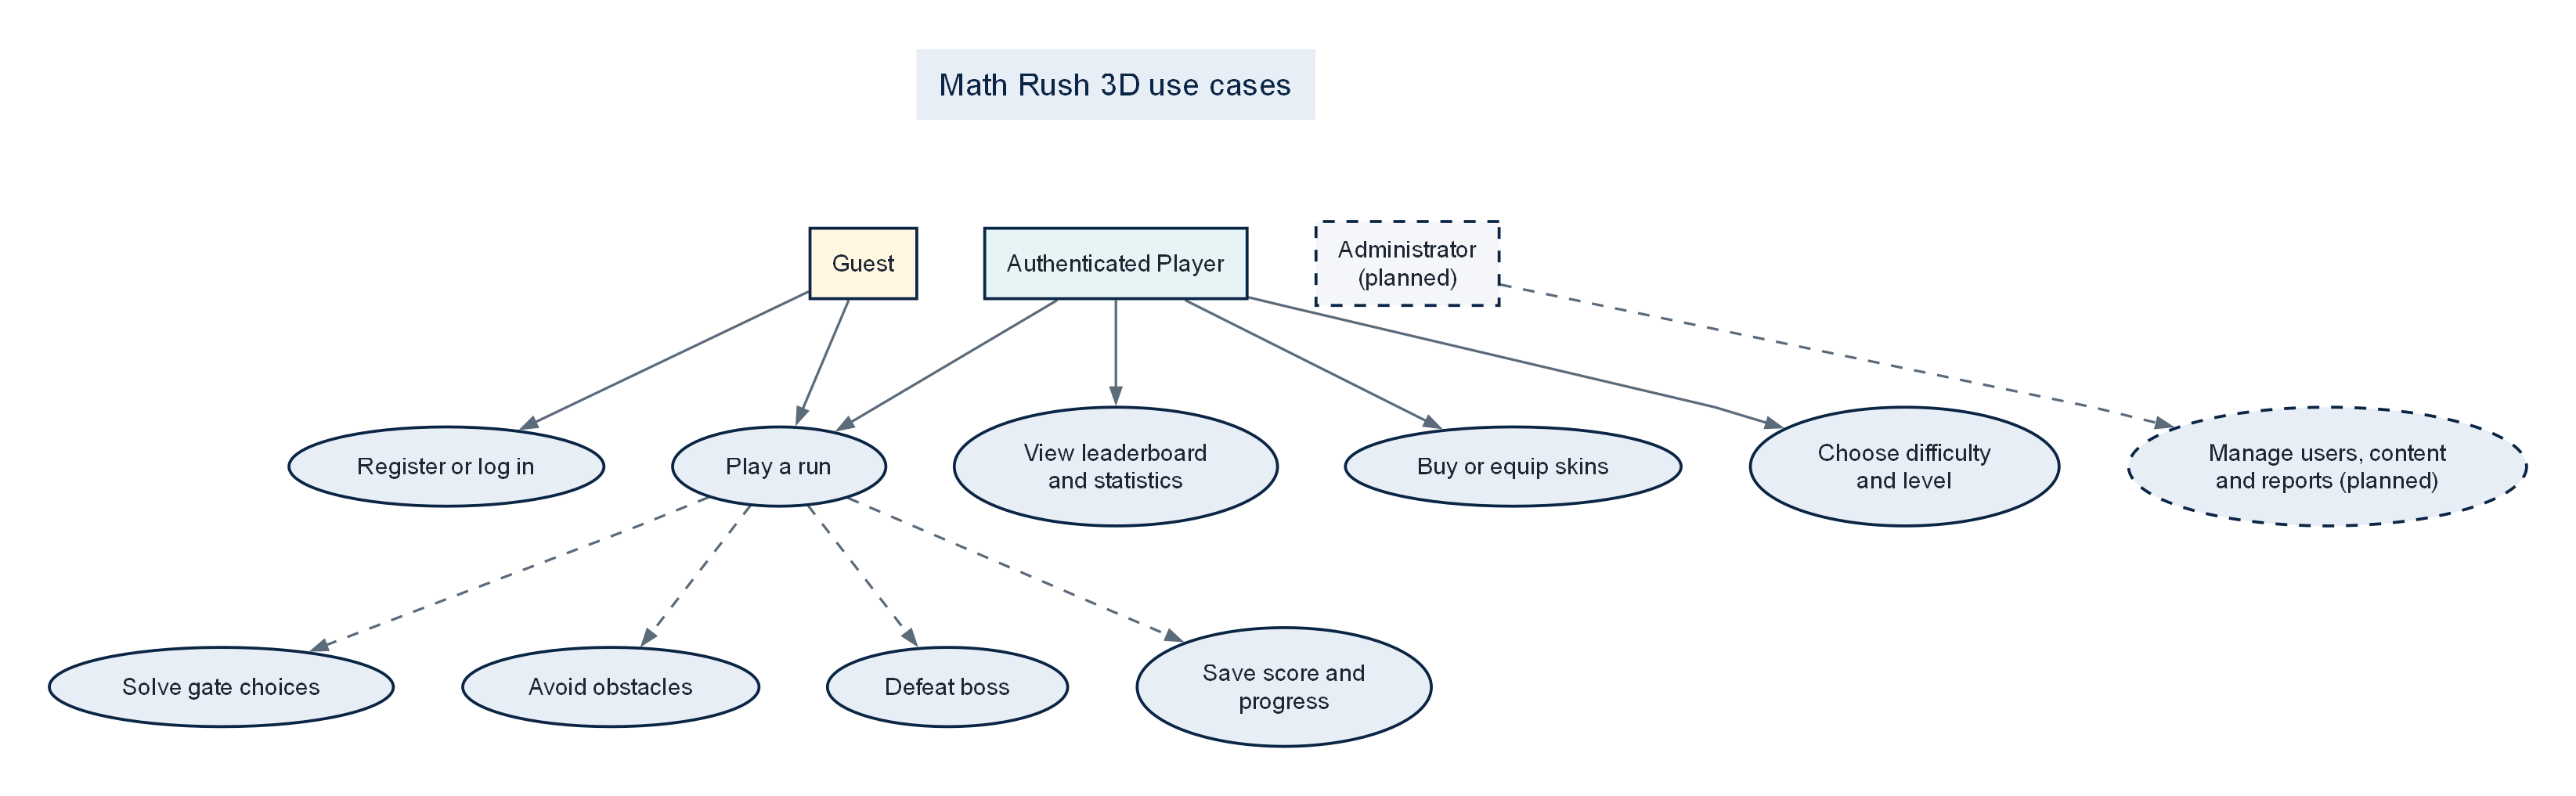 Math Rush 3D use cases
Guest
Authenticated Player
Administrator
(planned)
Register or log in
Play a run
View leaderboard
and statistics
Buy or equip skins
Choose difficulty
and level
Manage users, content
and reports (planned)
Solve gate choices
Avoid obstacles
Defeat boss
Save score and
progress